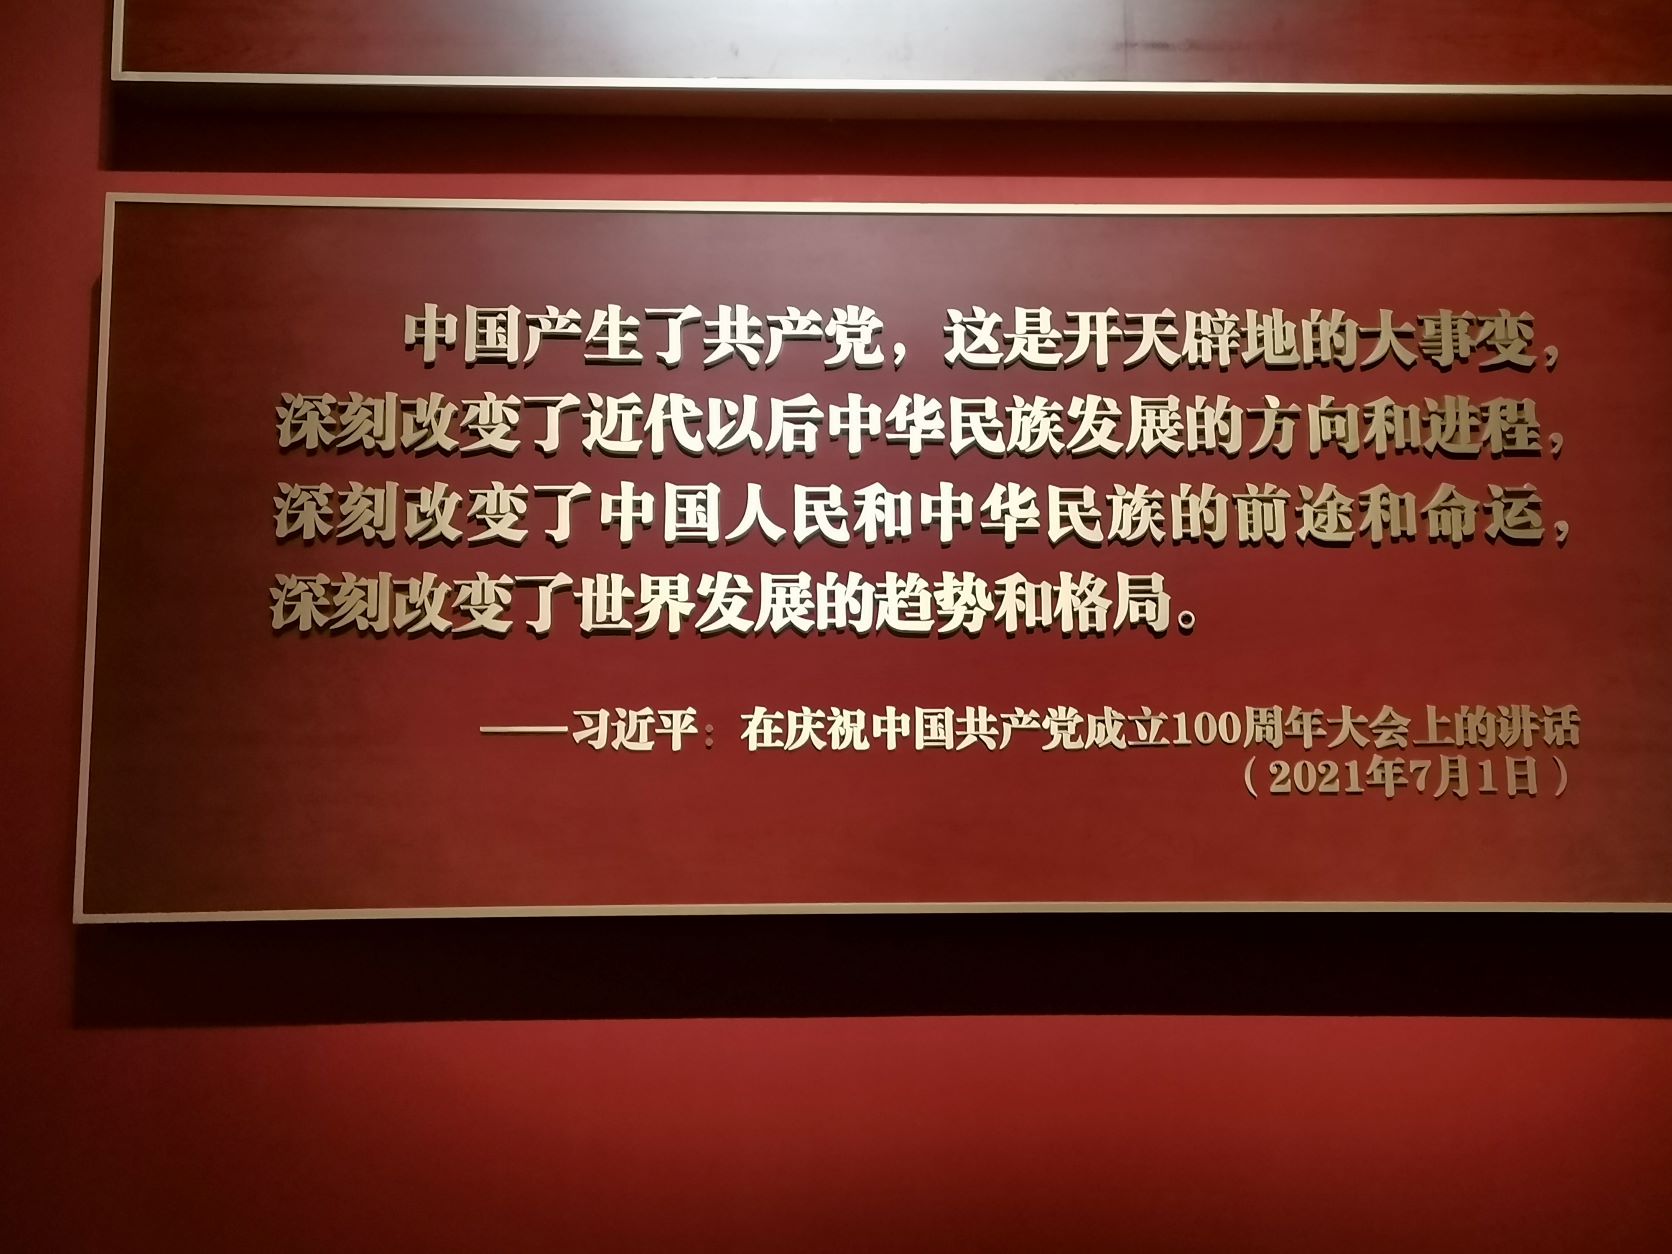 中国产生了共产党，这是开天辟地的大事变，
深刻改变了近代以后中华民族发展的方向和进程，
深刻改变了中国人民和中华民族的前途和命运，
深刻改变了世界发展的趋势和格局。
——习近平：在庆祝中国共产党成立100周年大会上的讲话
（2021年7月1日）